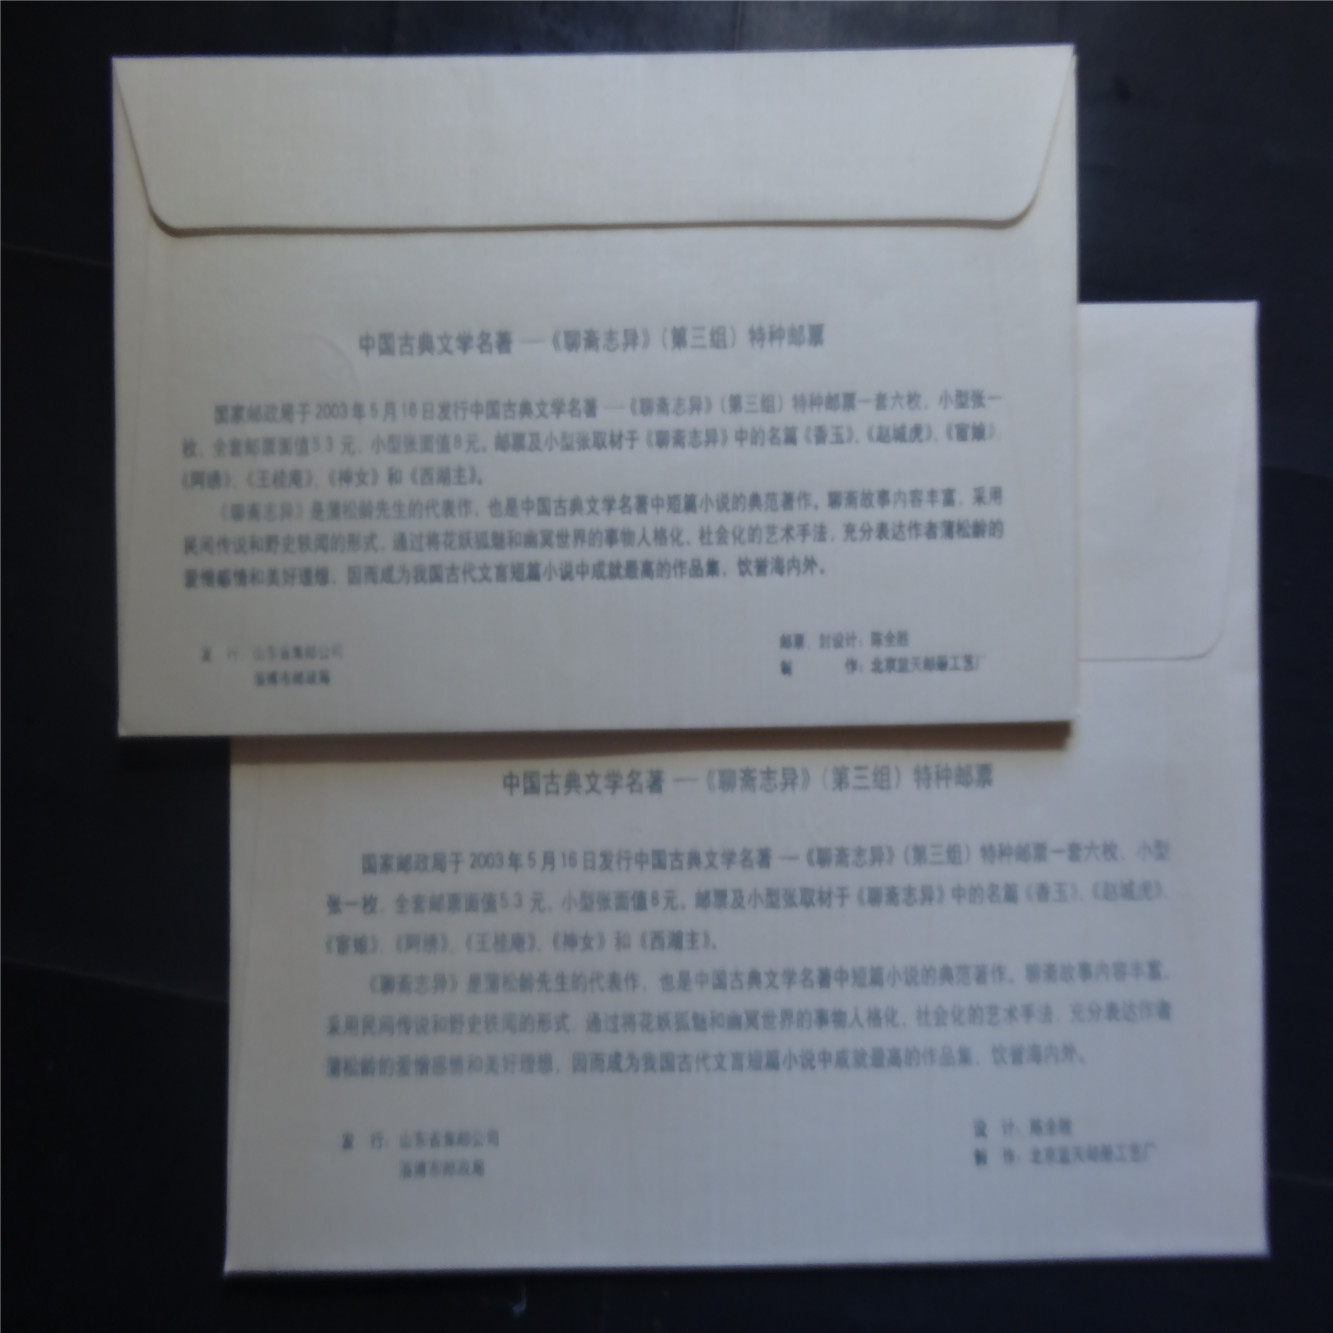 中国古典文学名著 —《聊斋志异》（第三组）特种邮票
国家邮政局于2003年5月18日发行中国古典文学名著 —《聊斋志异》（第三组）特种邮票一套六枚，小型张一
枚，全套邮票面值5.3元，小型张面值8元。邮票及小型张取材于《聊斋志异》中的名篇《香玉》、《赵城虎》、《宦娘》、
《阿绣》、《王桂庵》、《神女》和《西湖主》。
《聊斋志异》是蒲松龄先生的代表作，也是中国古典文学名著中短篇小说的典范著作。聊斋故事内容丰富，采用
民间传说和野史轶闻的形式，通过将花妖狐魅和幽冥世界的事物人格化、社会化的艺术手法，充分表达作者蒲松龄的
爱憎感情和美好理想，因而成为我国古代文言短篇小说中成就最高的作品集，饮誉海内外。
发 行：山东省集邮公司
淄博市邮政局
邮票、封设计：陈全胜
制 作：北京蓝天邮票工艺厂
中国古典文学名著 —《聊斋志异》（第三组）特种邮票
国家邮政局于2003年5月18日发行中国古典文学名著 —《聊斋志异》（第三组）特种邮票一套六枚，小型
张一枚，全套邮票面值5.3元，小型张面值8元。邮票及小型张取材于《聊斋志异》中的名篇《香玉》、《赵城虎》、
《宦娘》、《阿绣》、《王桂庵》、《神女》和《西湖主》。
《聊斋志异》是蒲松龄先生的代表作，也是中国古典文学名著中短篇小说的典范著作。聊斋故事内容丰富，
采用民间传说和野史轶闻的形式，通过将花妖狐魅和幽冥世界的事物人格化、社会化的艺术手法，充分表达作者
蒲松龄的爱憎感情和美好理想，因而成为我国古代文言短篇小说中成就最高的作品集，饮誉海内外。
发 行：山东省集邮公司
淄博市邮政局
设 计：陈全胜
制 作：北京蓝天邮票工艺厂